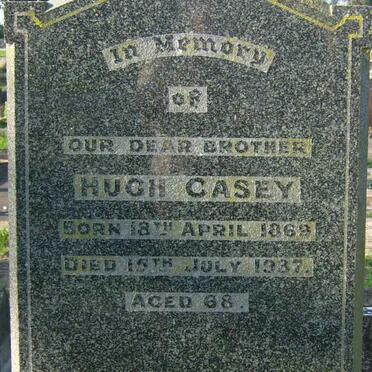 In Memory
OF
OUR DEAR BROTHER
HUGH CASEY
BORN 18TH APRIL 1869
DIED 15TH JULY 1937.
AGED 68.